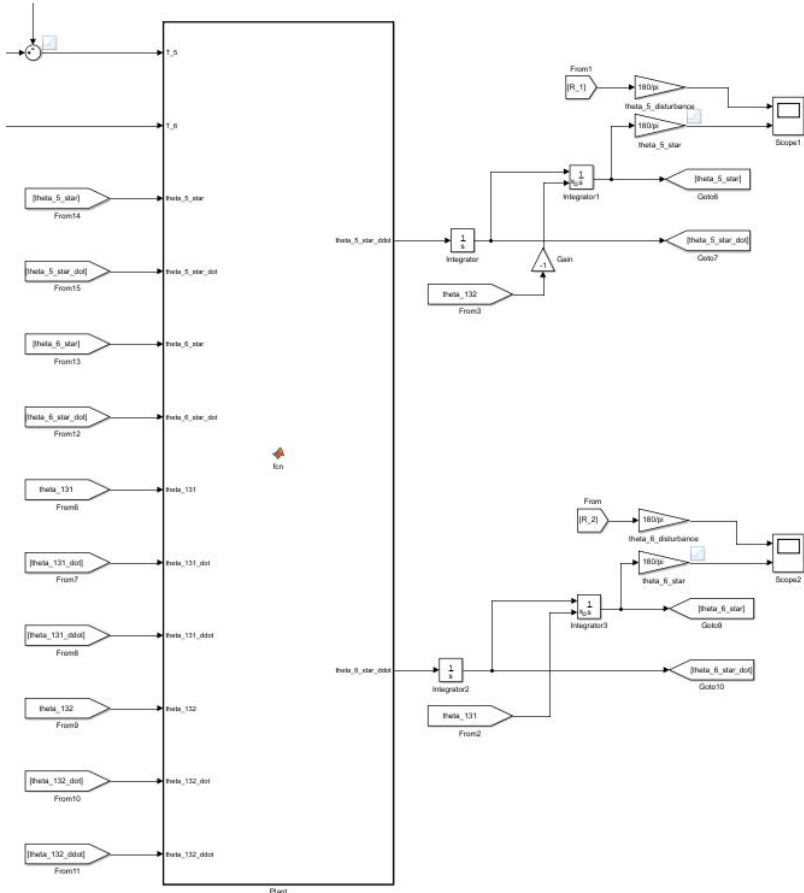 T_5
T_6
[theta_5_star]
From14
theta_5_star
[theta_5_star_dot]
From15
theta_5_star_dot
[theta_6_star]
From13
theta_6_star
[theta_6_star_dot]
From12
theta_6_star_dot
theta_131
From6
theta_131
[theta_131_dot]
From7
theta_131_dot
[theta_131_ddot]
From8
theta_131_ddot
theta_132
From9
theta_132
[theta_132_dot]
From10
theta_132_dot
[theta_132_ddot]
From11
theta_132_ddot
fcn
Plant
theta_5_star_ddot
1
s
Integrator
theta_132
From3
-1
Gain
1
x₀ s
Integrator1
From1
[R_1]
180/pi
theta_5_disturbance
180/pi
theta_5_star
Scope1
[theta_5_star]
Goto6
[theta_5_star_dot]
Goto7
theta_6_star_ddot
1
s
Integrator2
theta_131
From2
1
x₀ s
Integrator3
From
[R_2]
180/pi
theta_6_disturbance
180/pi
theta_6_star
Scope2
[theta_6_star]
Goto9
[theta_6_star_dot]
Goto10